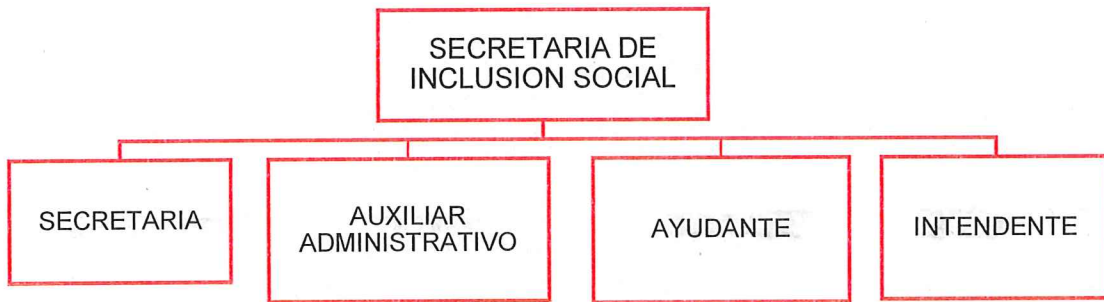 SECRETARIA DE
INCLUSION SOCIAL
SECRETARIA
AUXILIAR
ADMINISTRATIVO
AYUDANTE
INTENDENTE